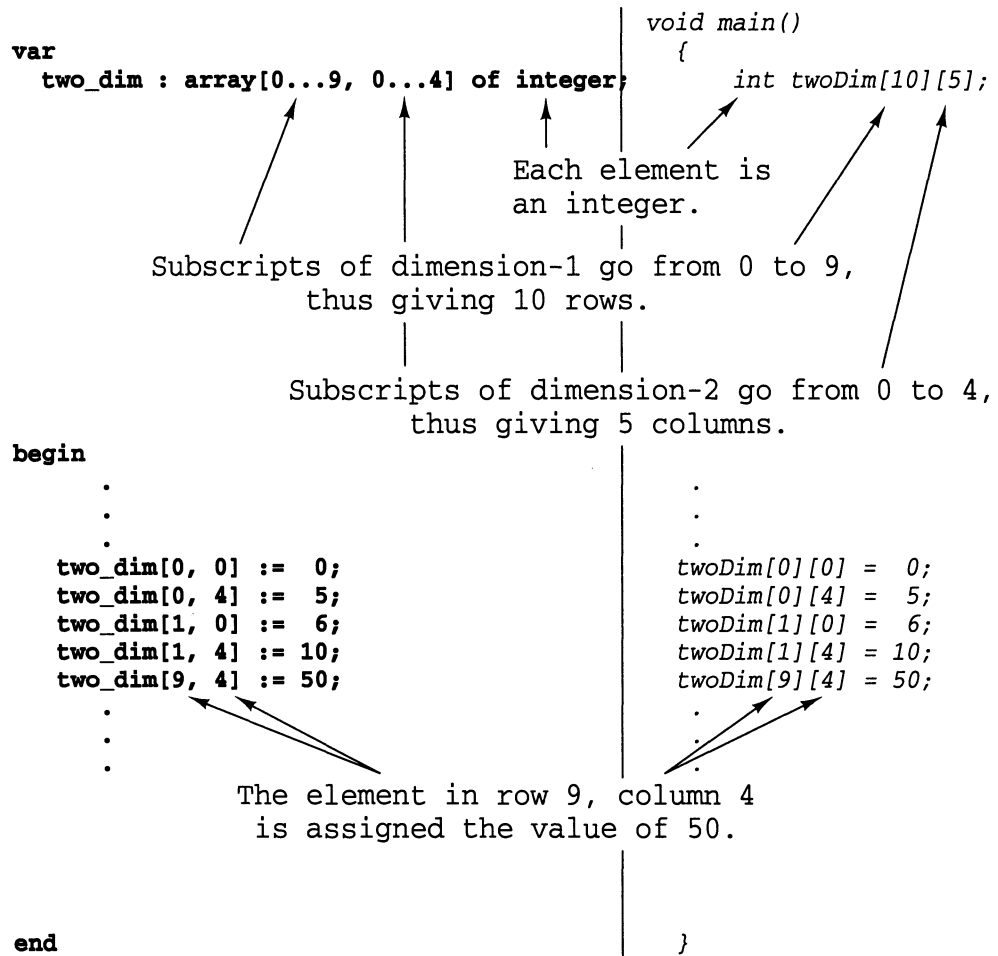 void main()
var
{
two_dim : array[0...9, 0...4] of integer;
int twoDim[10][5];
Each element is
an integer.
Subscripts of dimension-1 go from 0 to 9,
thus giving 10 rows.
Subscripts of dimension-2 go from 0 to 4,
thus giving 5 columns.
begin
.
.
.
two_dim[0, 0] := 0;
two_dim[0, 4] := 5;
two_dim[1, 0] := 6;
two_dim[1, 4] := 10;
two_dim[9, 4] := 50;
.
.
.
.
.
.
twoDim[0][0] = 0;
twoDim[0][4] = 5;
twoDim[1][0] = 6;
twoDim[1][4] = 10;
twoDim[9][4] = 50;
.
.
.
The element in row 9, column 4
is assigned the value of 50.
end
}